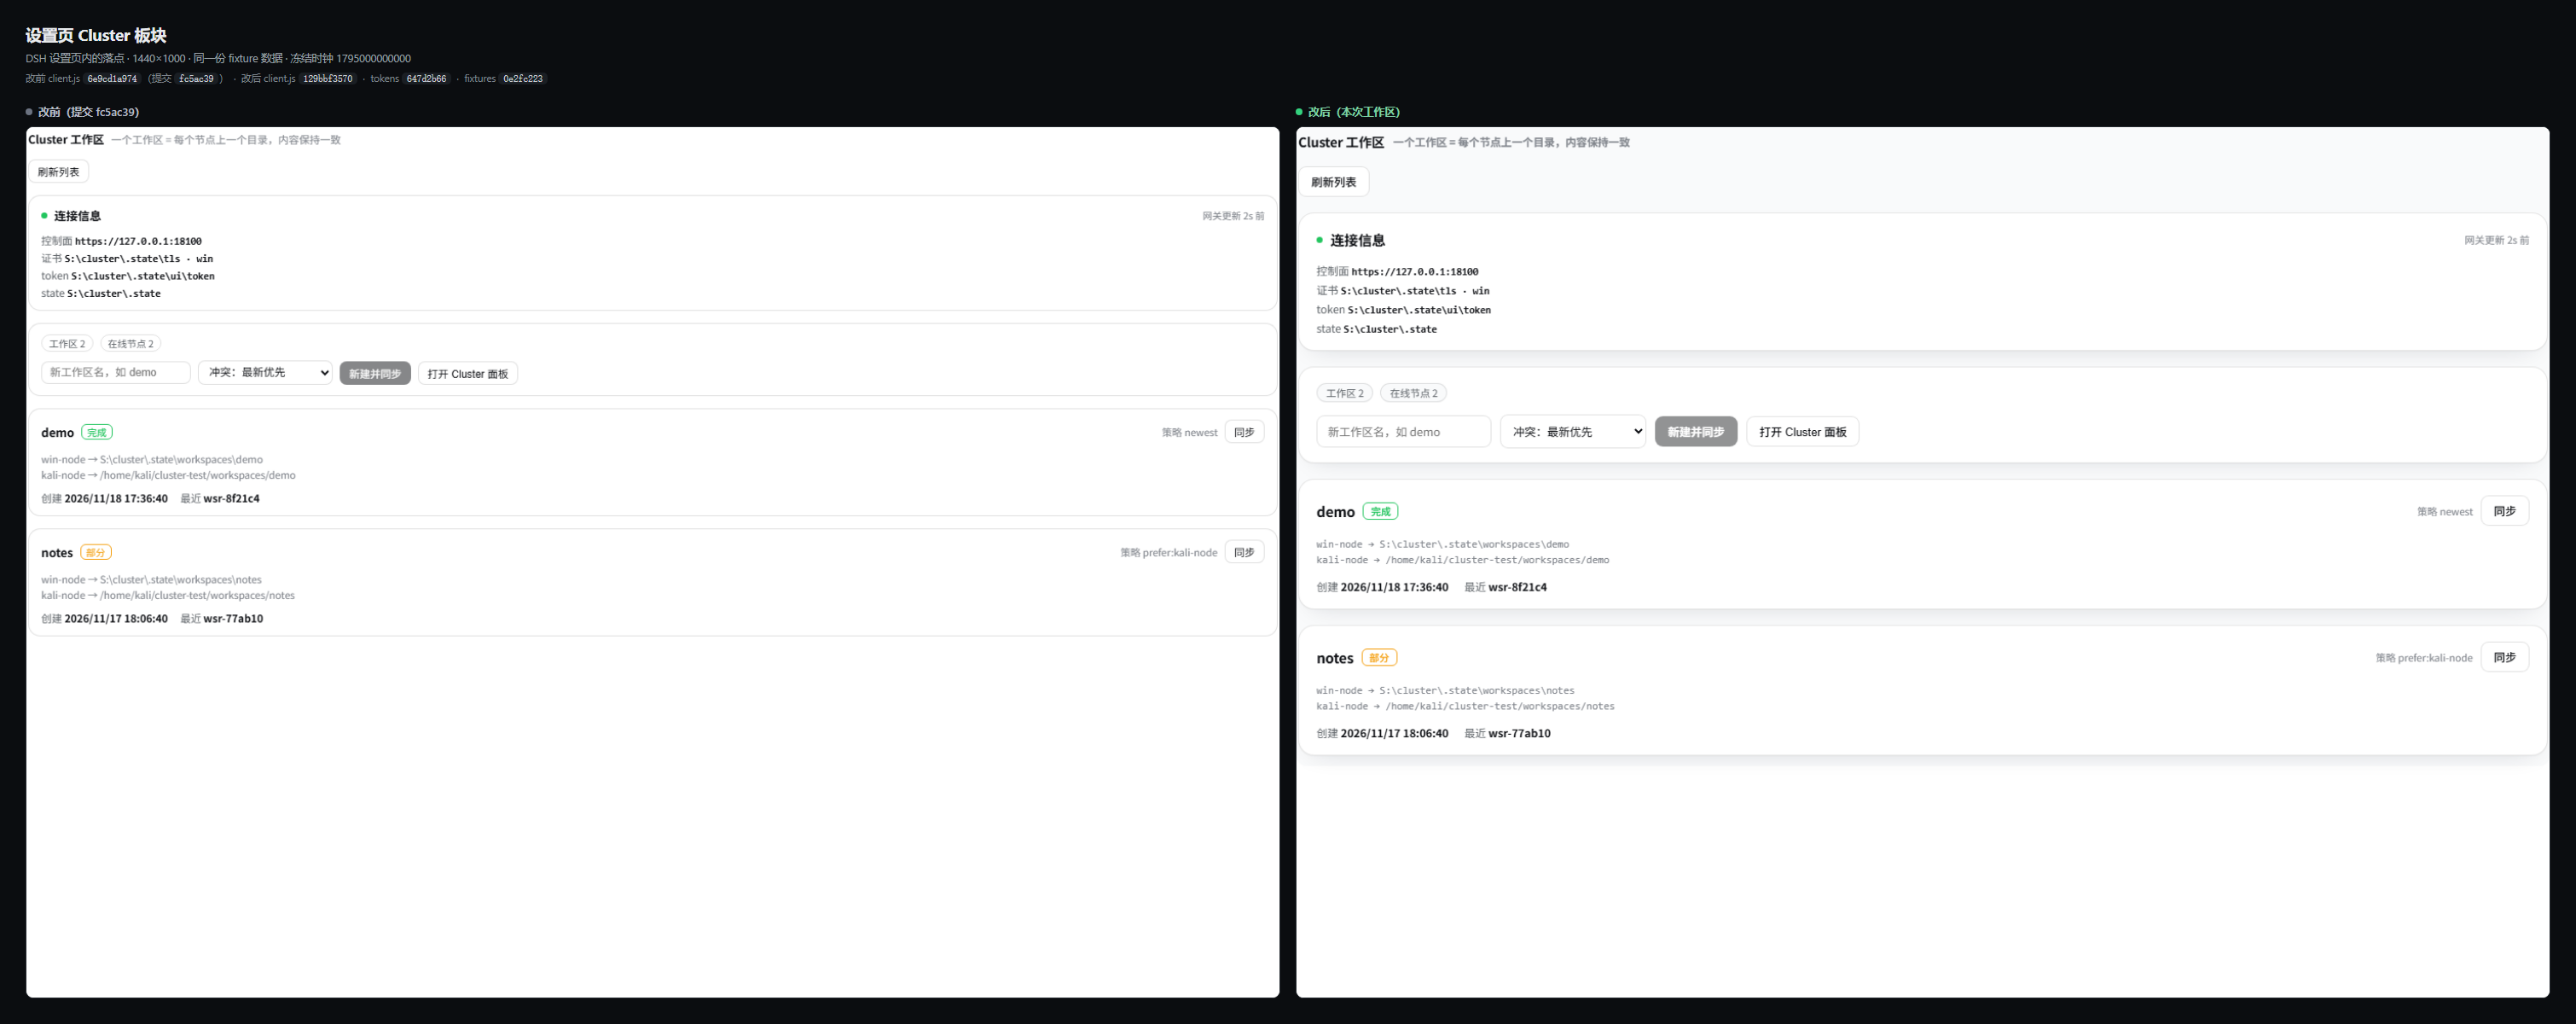 设置页 Cluster 板块
DSH 设置页内的落点 · 1440×1000 · 同一份 fixture 数据 · 冻结时钟 1795000000000
改前 client.js 6e9cd1a974 （提交 fc5ac39 ） · 改后 client.js 129bbf3570 · tokens 647d2b66 · fixtures 0e2fc223
改前（提交 fc5ac39）
Cluster 工作区 一个工作区 = 每个节点上一个目录，内容保持一致
刷新列表
连接信息 网关更新 2s 前
控制面 https://127.0.0.1:18100
证书 S:\cluster\.state\tls · win
token S:\cluster\.state\ui\token
state S:\cluster\.state
工作区 2 在线节点 2
新工作区名，如 demo 冲突：最新优先 新建并同步 打开 Cluster 面板
demo 完成 策略 newest 同步
win-node → S:\cluster\.state\workspaces\demo
kali-node → /home/kali/cluster-test/workspaces/demo
创建 2026/11/18 17:36:40 最近 wsr-8f21c4
notes 部分 策略 prefer:kali-node 同步
win-node → S:\cluster\.state\workspaces\notes
kali-node → /home/kali/cluster-test/workspaces/notes
创建 2026/11/17 18:06:40 最近 wsr-77ab10
改后（本次工作区）
Cluster 工作区 一个工作区 = 每个节点上一个目录，内容保持一致
刷新列表
连接信息 网关更新 2s 前
控制面 https://127.0.0.1:18100
证书 S:\cluster\.state\tls · win
token S:\cluster\.state\ui\token
state S:\cluster\.state
工作区 2 在线节点 2
新工作区名，如 demo 冲突：最新优先 新建并同步 打开 Cluster 面板
demo 完成 策略 newest 同步
win-node → S:\cluster\.state\workspaces\demo
kali-node → /home/kali/cluster-test/workspaces/demo
创建 2026/11/18 17:36:40 最近 wsr-8f21c4
notes 部分 策略 prefer:kali-node 同步
win-node → S:\cluster\.state\workspaces\notes
kali-node → /home/kali/cluster-test/workspaces/notes
创建 2026/11/17 18:06:40 最近 wsr-77ab10